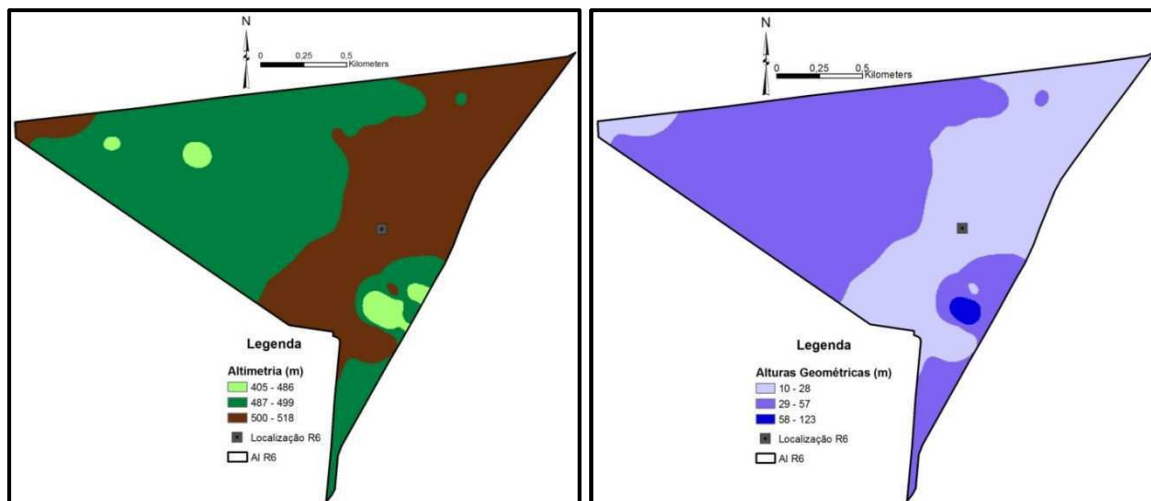 N
0 0,25 0,5
Kilometers
Legenda
Altimetria (m)
405 - 486
487 - 499
500 - 518
Localização R6
AI R6
N
0 0,25 0,5
Kilometers
Legenda
Alturas Geométricas (m)
10 - 28
29 - 57
58 - 123
Localização R6
AI R6